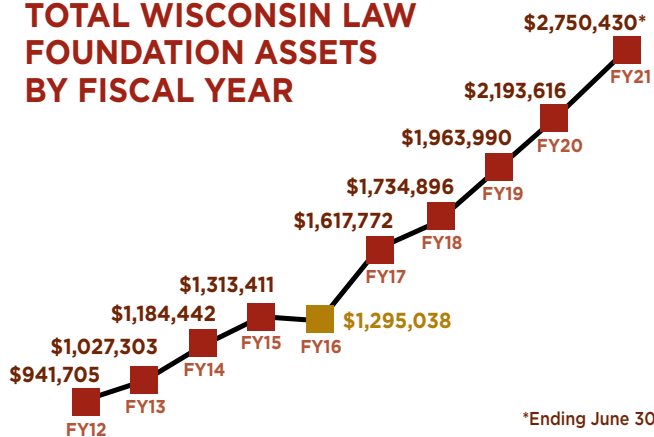 TOTAL WISCONSIN LAW
FOUNDATION ASSETS
BY FISCAL YEAR
$2,750,430*
FY21
$2,193,616
FY20
$1,963,990
FY19
$1,734,896
FY18
$1,617,772
FY17
$1,313,411
FY15
$1,295,038
FY16
$1,184,442
FY14
$1,027,303
FY13
$941,705
FY12
*Ending June 30